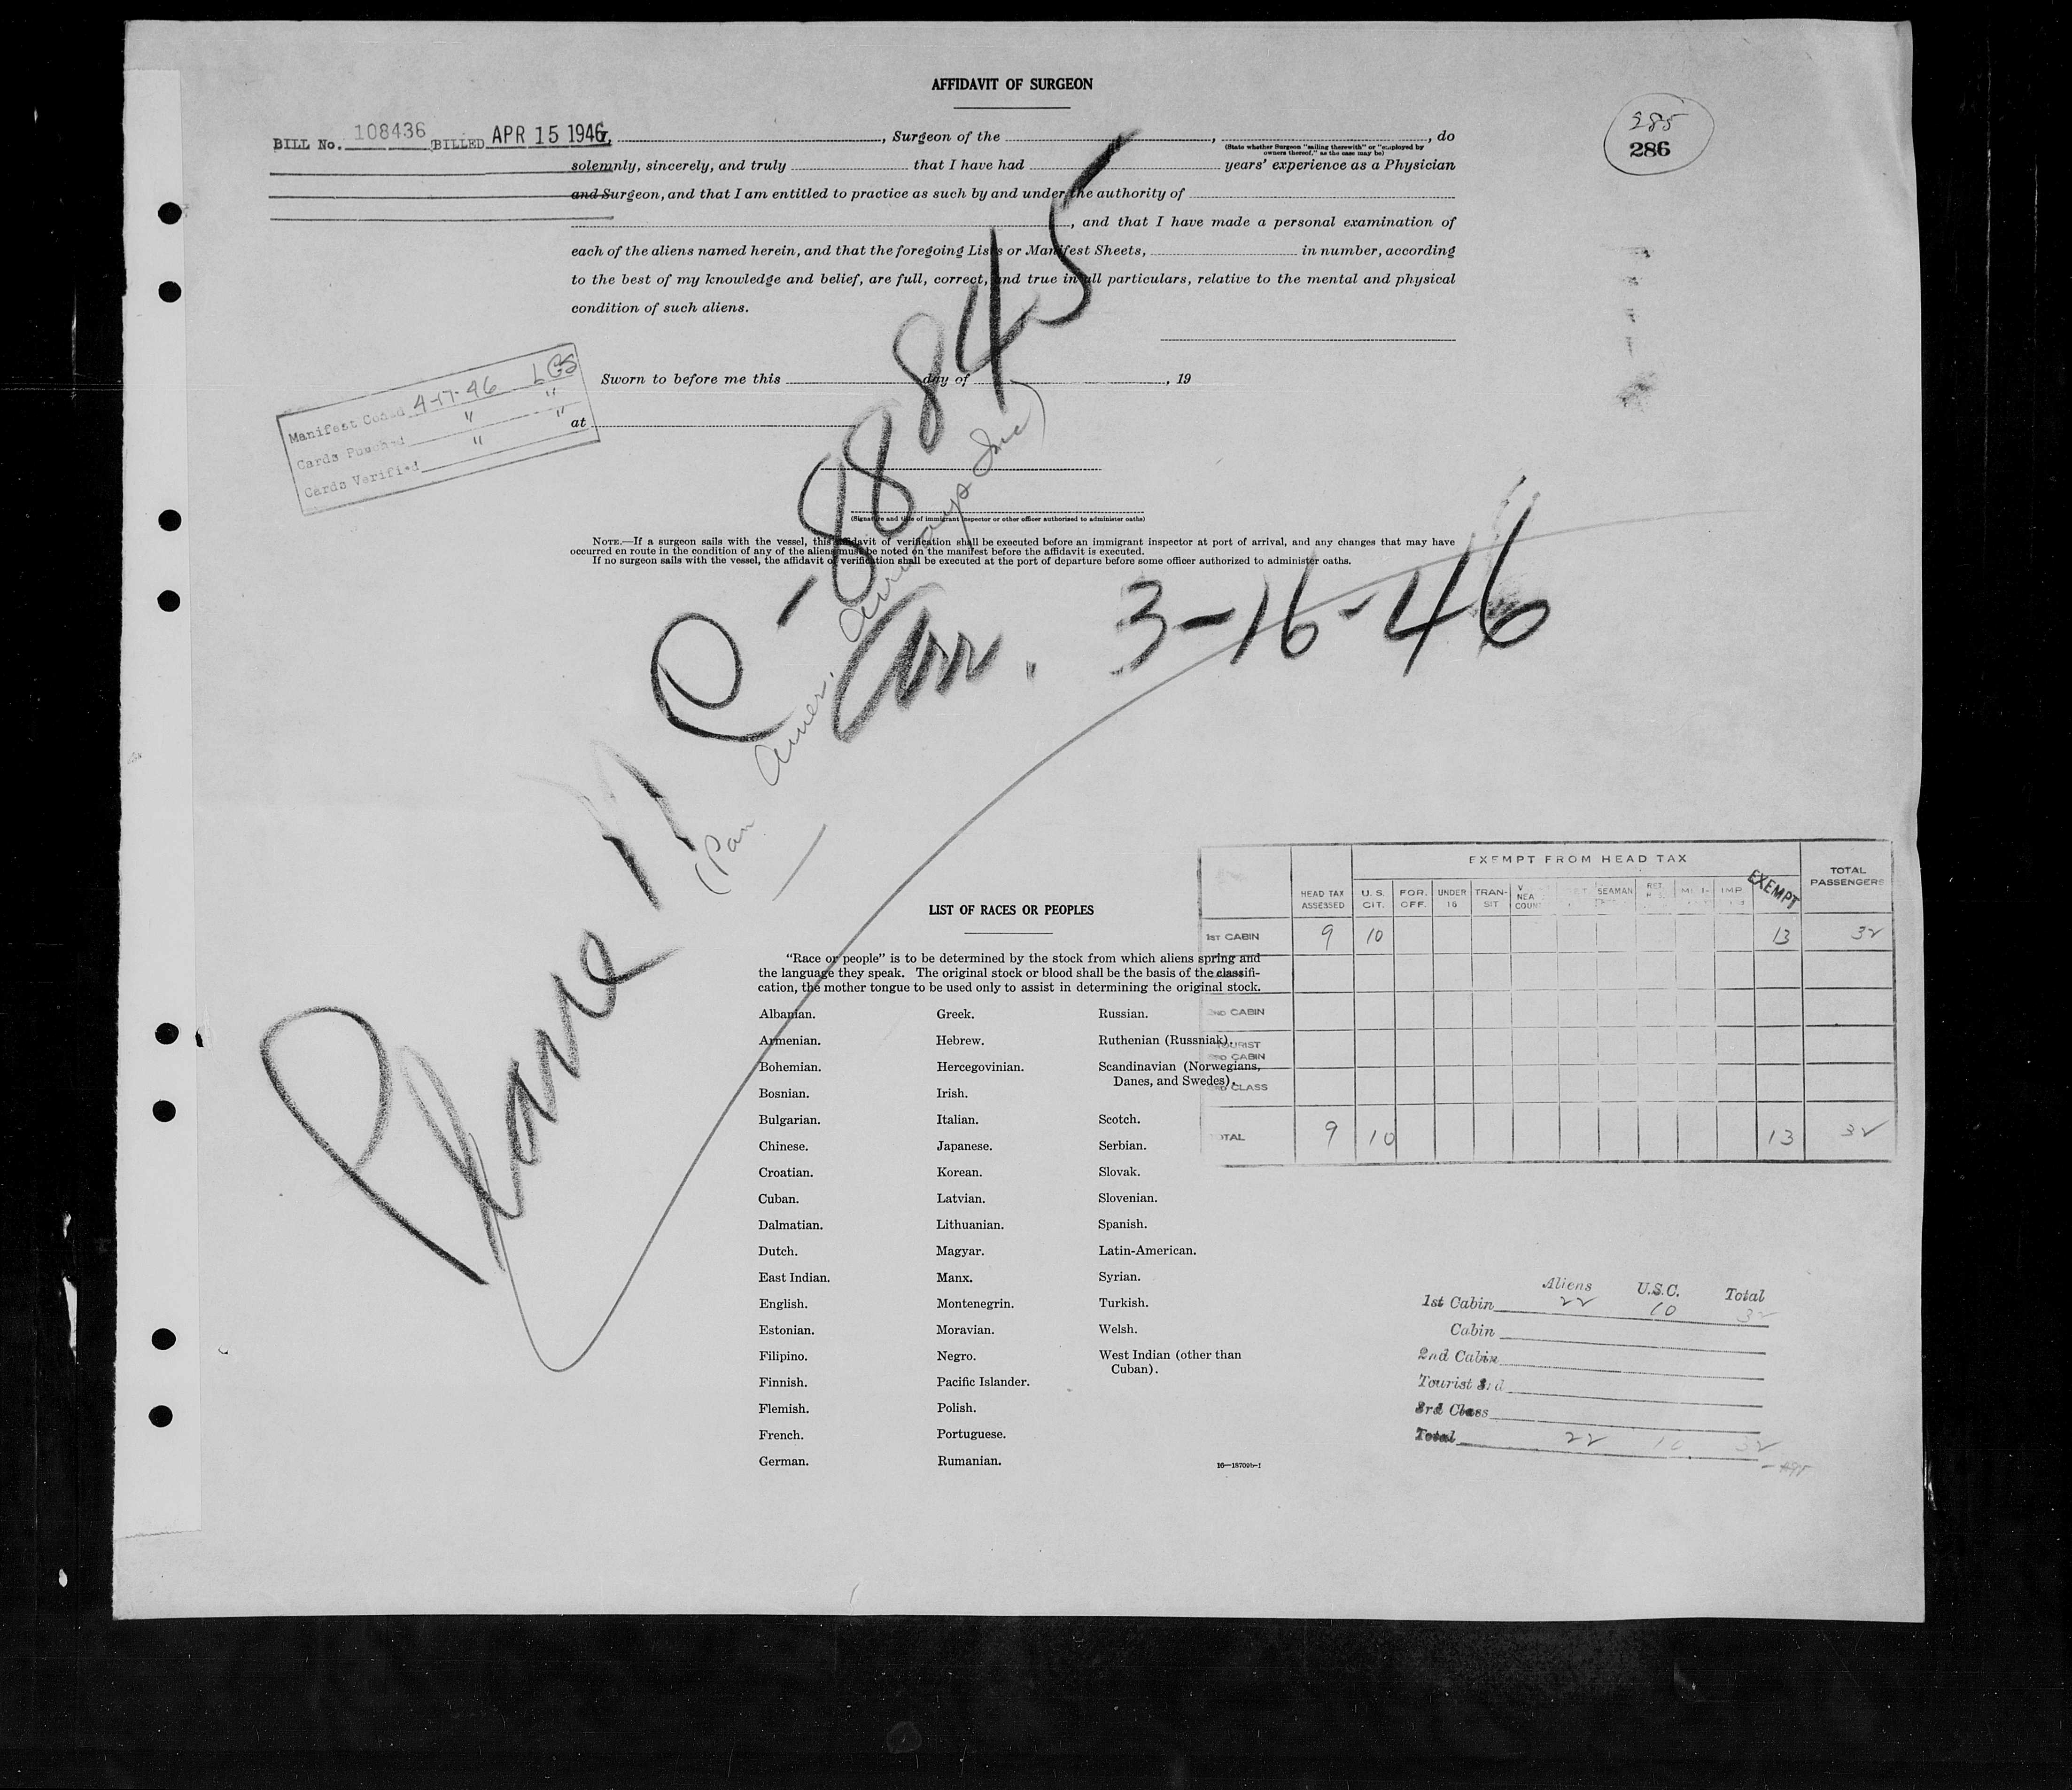 AFFIDAVIT OF SURGEON
285
286
BILL No. 108436 BILLED APR 15 1946
I, , Surgeon of the , , do
(State whether Surgeon "sailing therewith" or "employed by
owners thereof," as the case may be)
solemnly, sincerely, and truly that I have had years' experience as a Physician
and Surgeon, and that I am entitled to practice as such by and under the authority of
, and that I have made a personal examination of
each of the aliens named herein, and that the foregoing Lists or Manifest Sheets, in number, according
to the best of my knowledge and belief, are full, correct, and true in all particulars, relative to the mental and physical
condition of such aliens.
Manifest Coded 4-17-46 LGS
Cards Punched " "
Cards Verified " "
Sworn to before me this day of , 19
at
(Signature and title of immigrant inspector or other officer authorized to administer oaths)
NOTE.—If a surgeon sails with the vessel, this affidavit of verification shall be executed before an immigrant inspector at port of arrival, and any changes that may have
occurred en route in the condition of any of the aliens must be noted on the manifest before the affidavit is executed.
If no surgeon sails with the vessel, the affidavit of verification shall be executed at the port of departure before some officer authorized to administer oaths.
Plane N C -88845
(Pan Amer. Airways Inc)
Arr. 3-16-46
EXEMPT FROM HEAD TAX
HEAD TAX ASSESSED U. S. CIT. FOR. OFF. UNDER 16 TRAN-SIT SEAMAN EXEMPT TOTAL PASSENGERS
1ST CABIN 9 10 13 32
2ND CABIN
TOURIST
3RD CABIN
3RD CLASS
TOTAL 9 10 13 32
LIST OF RACES OR PEOPLES
"Race or people" is to be determined by the stock from which aliens spring and
the language they speak. The original stock or blood shall be the basis of the classifi-
cation, the mother tongue to be used only to assist in determining the original stock.
Albanian.
Armenian.
Bohemian.
Bosnian.
Bulgarian.
Chinese.
Croatian.
Cuban.
Dalmatian.
Dutch.
East Indian.
English.
Estonian.
Filipino.
Finnish.
Flemish.
French.
German.
Greek.
Hebrew.
Hercegovinian.
Irish.
Italian.
Japanese.
Korean.
Latvian.
Lithuanian.
Magyar.
Manx.
Montenegrin.
Moravian.
Negro.
Pacific Islander.
Polish.
Portuguese.
Rumanian.
Russian.
Ruthenian (Russniak).
Scandinavian (Norwegians,
Danes, and Swedes).
Scotch.
Serbian.
Slovak.
Slovenian.
Spanish.
Latin-American.
Syrian.
Turkish.
Welsh.
West Indian (other than
Cuban).
16—18709b-1
Aliens U.S.C. Total
1st Cabin 22 10 32
Cabin
2nd Cabin
Tourist 3rd
3rd Class
Total 22 10 32